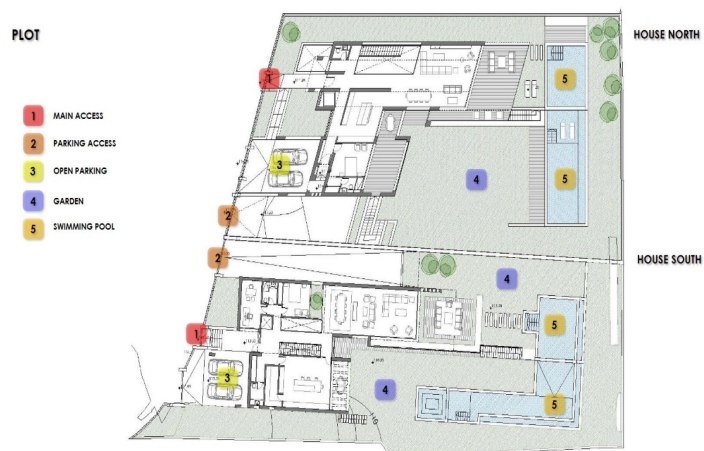 PLOT
HOUSE NORTH
1 MAIN ACCESS
2 PARKING ACCESS
3 OPEN PARKING
4 GARDEN
5 SWIMMING POOL
1
5
3
4
5
2
2
HOUSE SOUTH
4
5
1
3
4
5